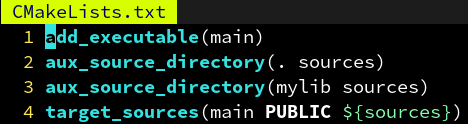 CMakeLists.txt
1 add_executable(main)
2 aux_source_directory(. sources)
3 aux_source_directory(mylib sources)
4 target_sources(main PUBLIC ${sources})